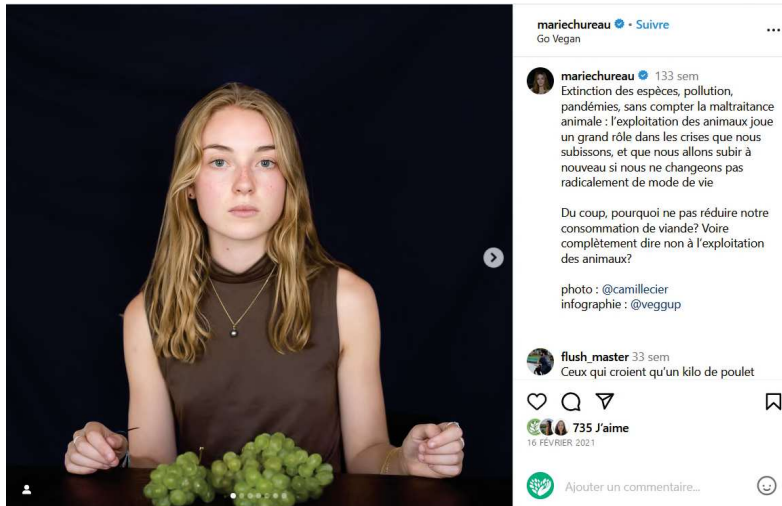 mariechureau • Suivre
Go Vegan
mariechureau 133 sem
Extinction des espèces, pollution,
pandémies, sans compter la maltraitance
animale : l'exploitation des animaux joue
un grand rôle dans les crises que nous
subissons, et que nous allons subir à
nouveau si nous ne changeons pas
radicalement de mode de vie
Du coup, pourquoi ne pas réduire notre
consommation de viande? Voire
complètement dire non à l'exploitation
des animaux?
photo : @camillecier
infographie : @veggup
flush_master 33 sem
Ceux qui croient qu'un kilo de poulet
735 J'aime
16 FÉVRIER 2021
Ajouter un commentaire...